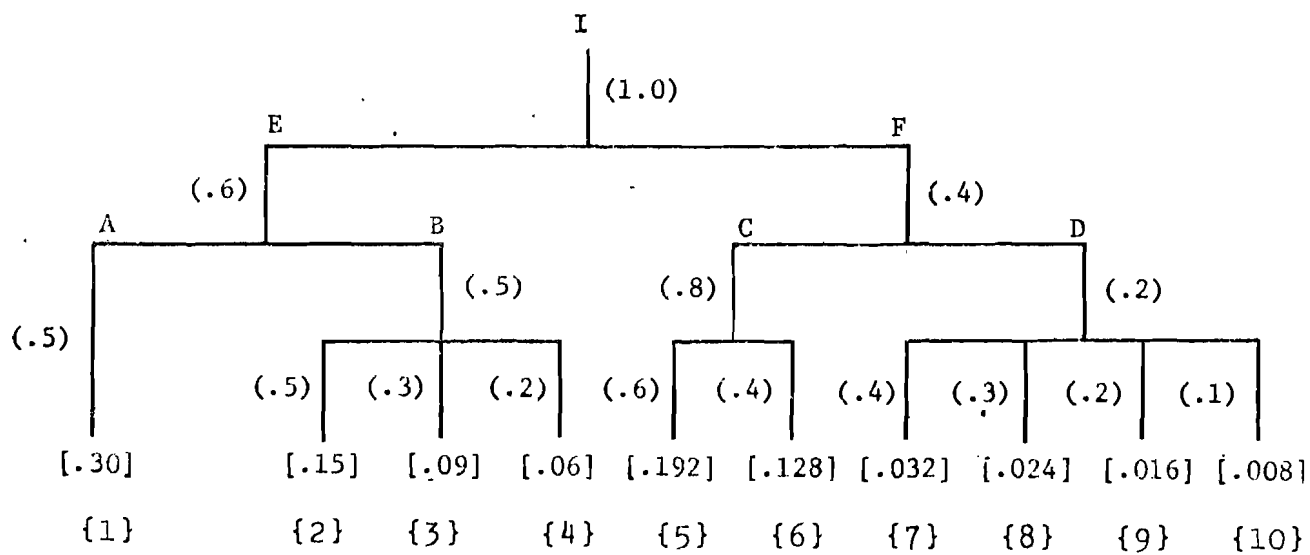 I
(1.0)
E F
(.6) (.4)
A B C D
(.5) (.8) (.2)
(.5)
(.5) (.3) (.2) (.6) (.4) (.4) (.3) (.2) (.1)
[.30] [.15] [.09] [.06] [.192] [.128] [.032] [.024] [.016] [.008]
{1} {2} {3} {4} {5} {6} {7} {8} {9} {10}